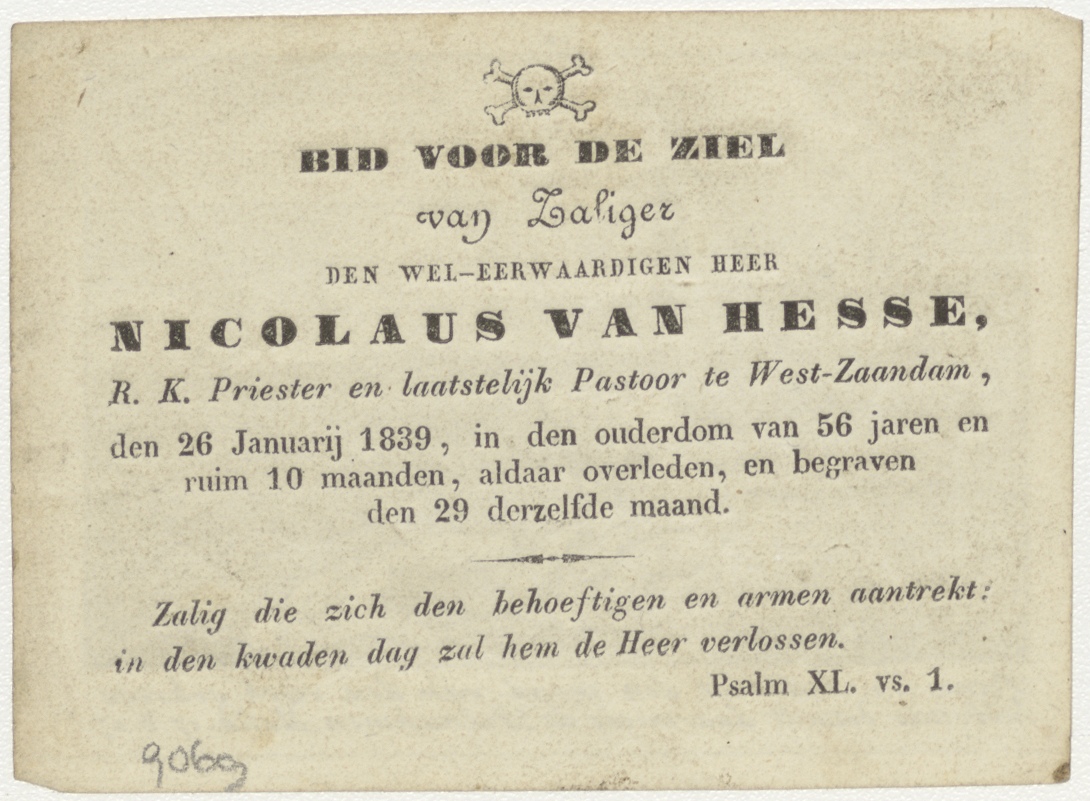 BID VOOR DE ZIEL
van Zaliger
DEN WEL-EERWAARDIGEN HEER
NICOLAUS VAN HESSE,
R. K. Priester en laatstelijk Pastoor te West-Zaandam,
den 26 Januarij 1839, in den ouderdom van 56 jaren en
ruim 10 maanden, aldaar overleden, en begraven
den 29 derzelfde maand.
Zalig die zich den behoeftigen en armen aantrekt:
in den kwaden dag zal hem de Heer verlossen.
Psalm XL. vs. 1.